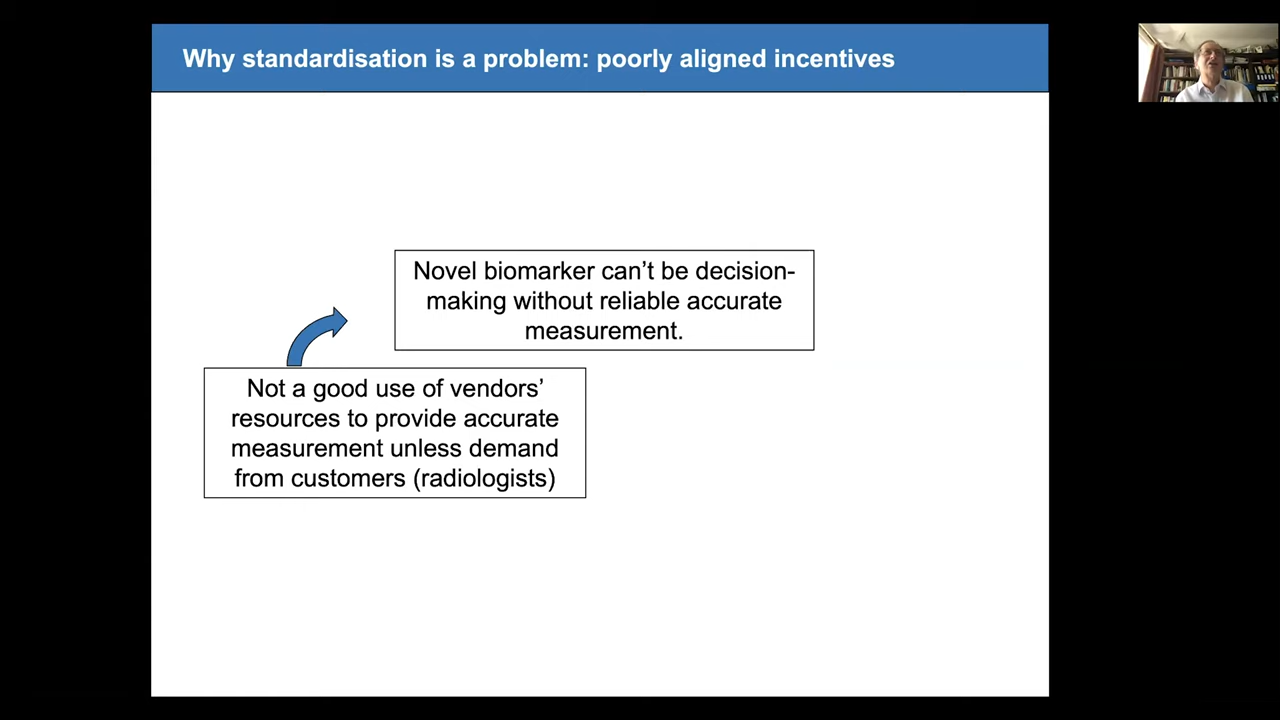 Why standardisation is a problem: poorly aligned incentives
Novel biomarker can’t be decision-
making without reliable accurate
measurement.
Not a good use of vendors’
resources to provide accurate
measurement unless demand
from customers (radiologists)